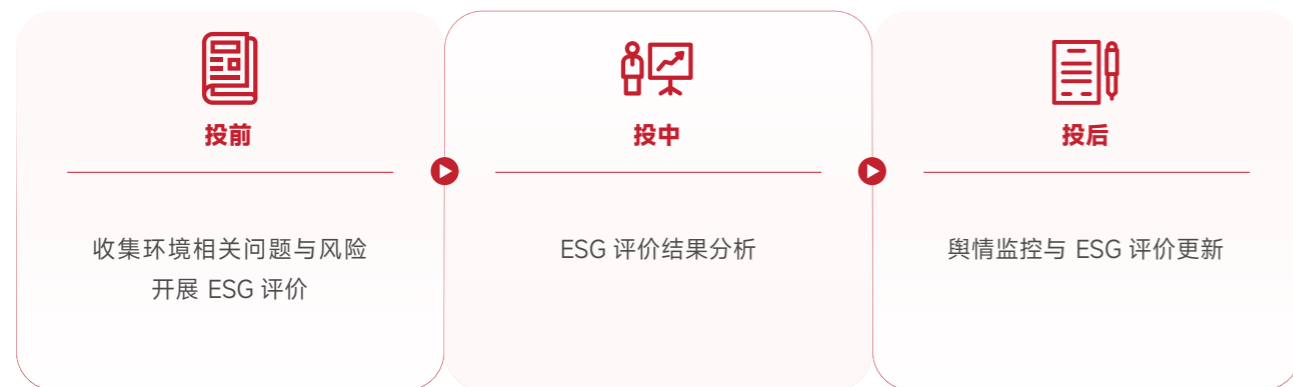 投前
收集环境相关问题与风险
开展 ESG 评价
投中
ESG 评价结果分析
投后
舆情监控与 ESG 评价更新